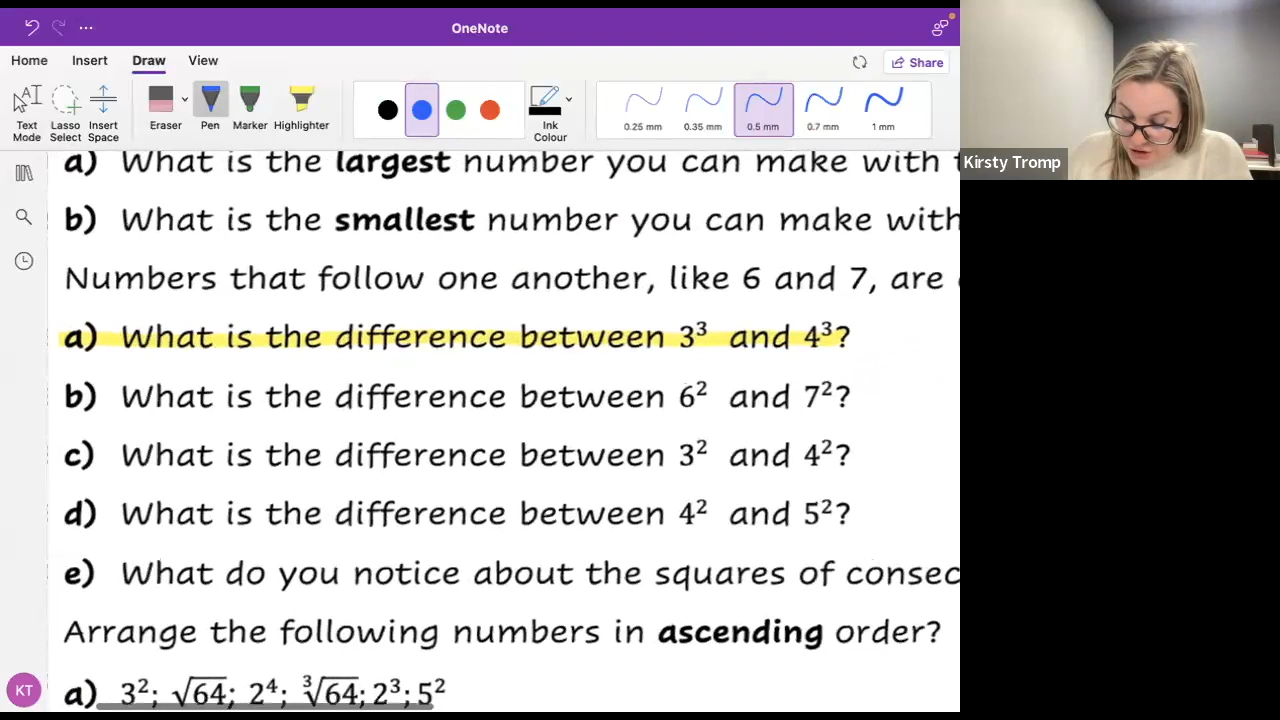 OneNote
Home Insert Draw View
Share
Text Mode
Lasso Select
Insert Space
Eraser
Pen
Marker
Highlighter
Ink Colour
0.25 mm
0.35 mm
0.5 mm
0.7 mm
1 mm
Kirsty Tromp
a) What is the largest number you can make with
b) What is the smallest number you can make with
Numbers that follow one another, like 6 and 7, are
a) What is the difference between 3³ and 4³?
b) What is the difference between 6² and 7²?
c) What is the difference between 3² and 4²?
d) What is the difference between 4² and 5²?
e) What do you notice about the squares of consec
Arrange the following numbers in ascending order?
a) 3²; √64; 2⁴; ∛64; 2³; 5²
KT